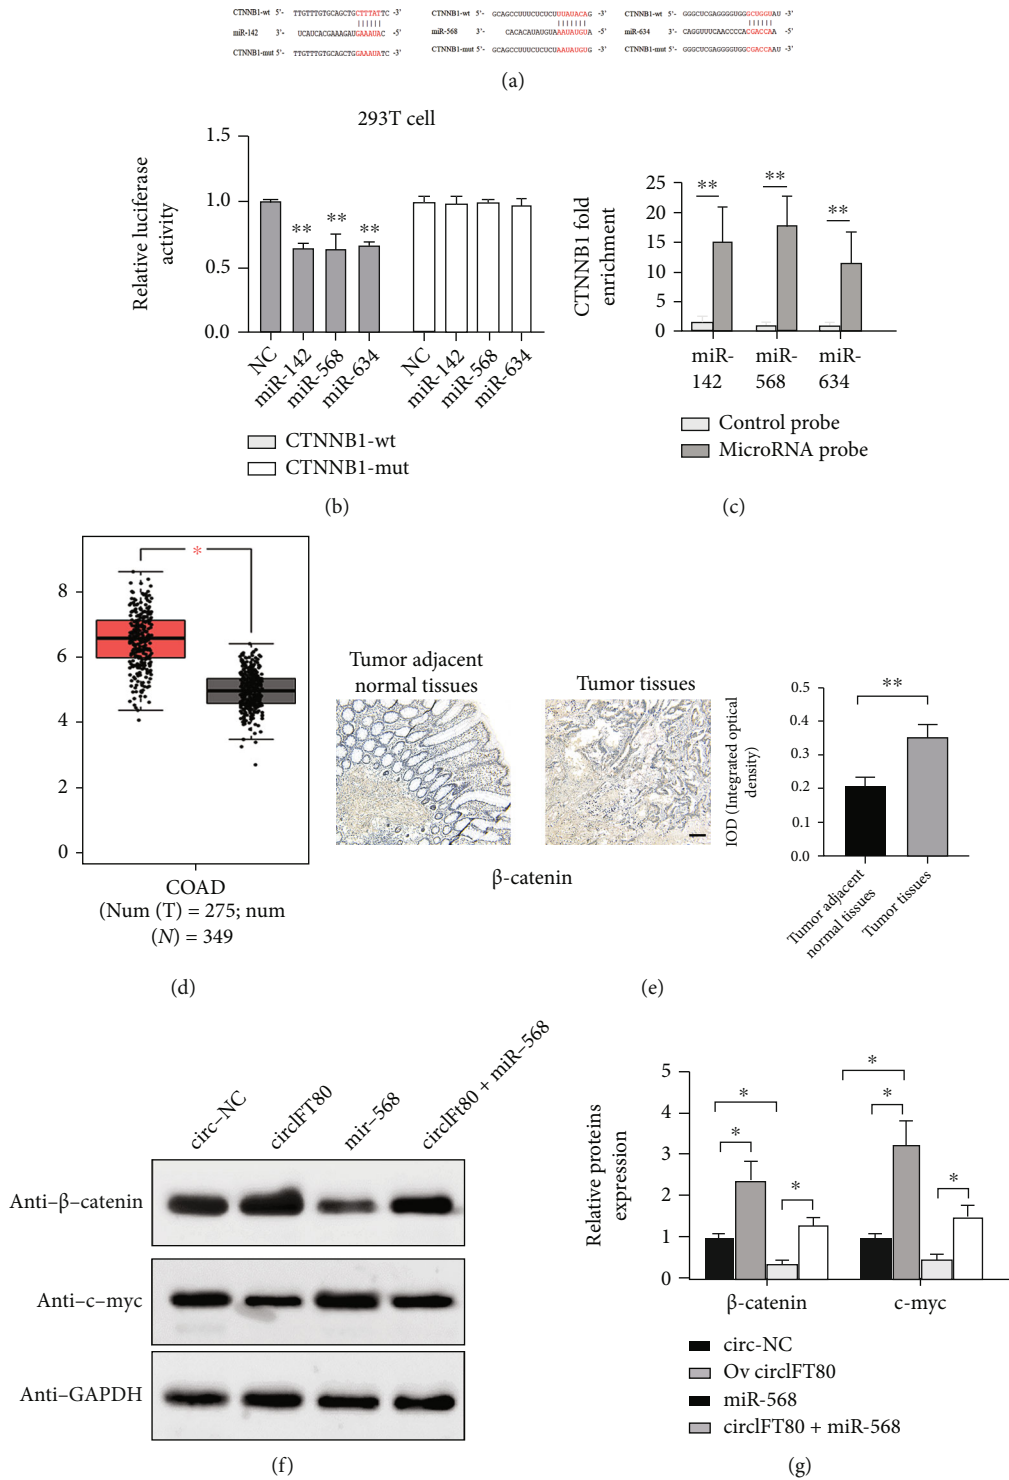 CTNNB1-wt 5'- TTGTTTGTGCAGCTGCTTTATTC -3'
miR-142 3'- UCAUCACGAAAGAUGAAAUAC -5'
CTNNB1-mut 5'- TTGTTTGTGCAGCTGGAAATATC -3'
CTNNB1-wt 5'- GCAGCCUUUCUCUCUUUAUACAG -3'
miR-568 3'- CACACAUAUGUAAAUAUGUA -5'
CTNNB1-mut 5'- GCAGCCUUUCUCUCUAAUAUGUG -3'
CTNNB1-wt 5'- GGGCUCGAGGGGUGGGCUGGUAU -3'
miR-634 3'- CAGGUUUCAACCCCACGACCAA -5'
CTNNB1-mut 5'- GGGCUCGAGGGGUGGCGACCAAU -3'
(a)
293T cell
Relative luciferase activity
1.5
1.0
0.5
0.0
**
**
**
NC
miR-142
miR-568
miR-634
NC
miR-142
miR-568
miR-634
CTNNB1-wt
CTNNB1-mut
(b)
CTNNB1 fold enrichment
25
20
15
10
5
0
**
**
**
miR-142
miR-568
miR-634
Control probe
MicroRNA probe
(c)
8
6
4
2
0
*
COAD
(Num (T) = 275; num
(N) = 349
(d)
Tumor adjacent
normal tissues
Tumor tissues
β-catenin
IOD (Integrated optical density)
0.5
0.4
0.3
0.2
0.1
0.0
**
Tumor adjacent
normal tissues
Tumor tissues
(e)
circ–NC
circlFT80
mir–568
circlFt80 + miR–568
Anti–β–catenin
Anti–c–myc
Anti–GAPDH
(f)
Relative proteins expression
5
4
3
2
1
0
*
*
*
*
*
*
β-catenin
c-myc
circ-NC
Ov circlFT80
miR-568
circlFT80 + miR-568
(g)